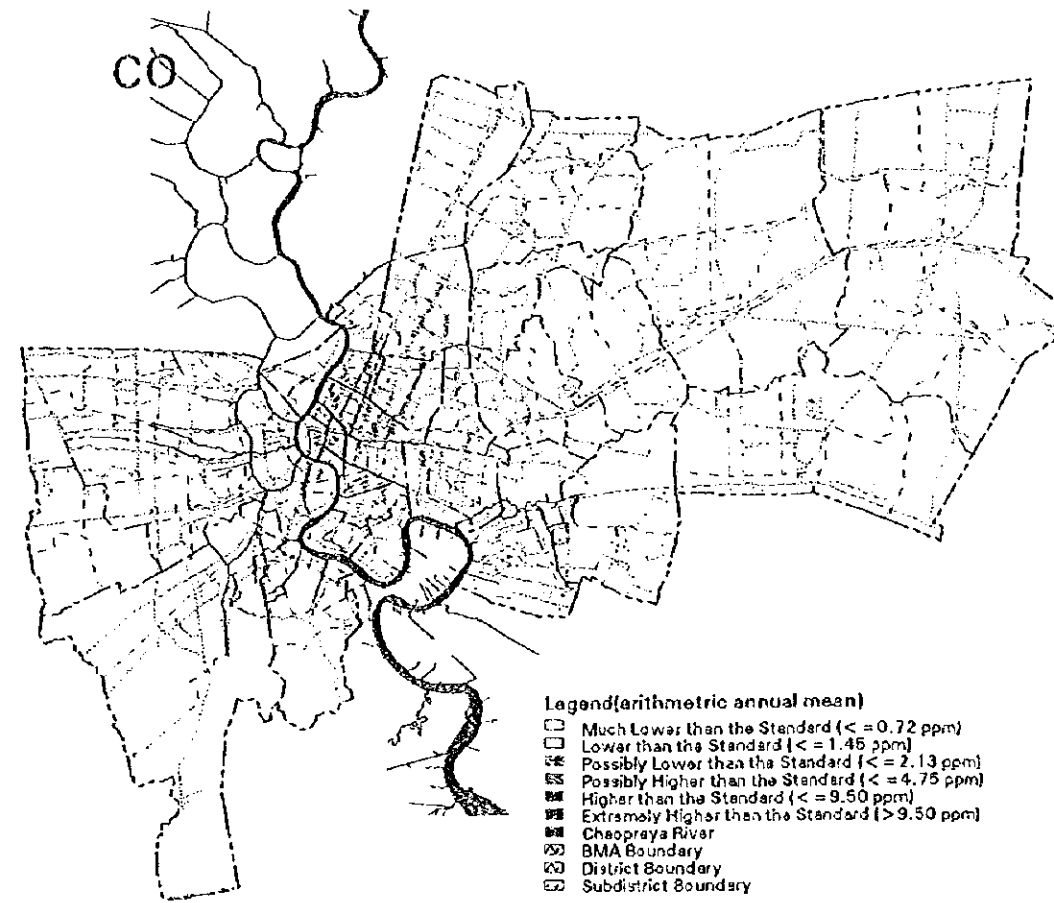 CO
Legend(arithmetric annual mean)
Much Lower than the Standard (< =0.72 ppm)
Lower than the Standard (< =1.45 ppm)
Possibly Lower than the Standard (< =2.13 ppm)
Possibly Higher than the Standard (< =4.75 ppm)
Higher than the Standard (< =9.50 ppm)
Extremely Higher than the Standard (>9.50 ppm)
Chaopraya River
BMA Boundary
District Boundary
Subdistrict Boundary